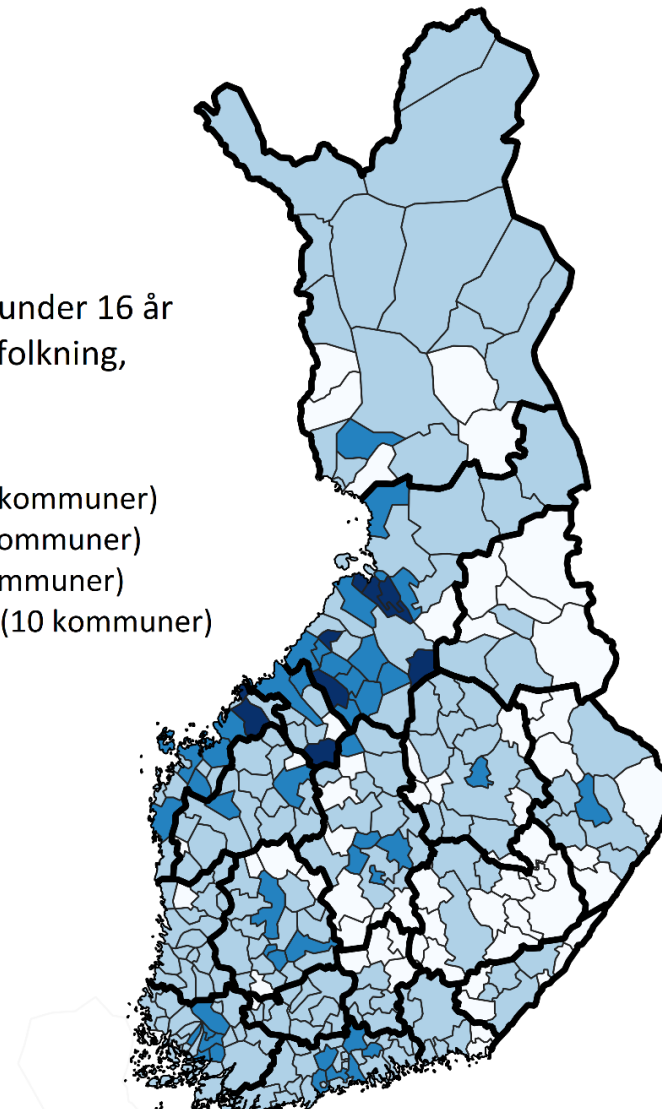 under 16 år
folkning,
kommuner)
ommuner)
mmuner)
(10 kommuner)